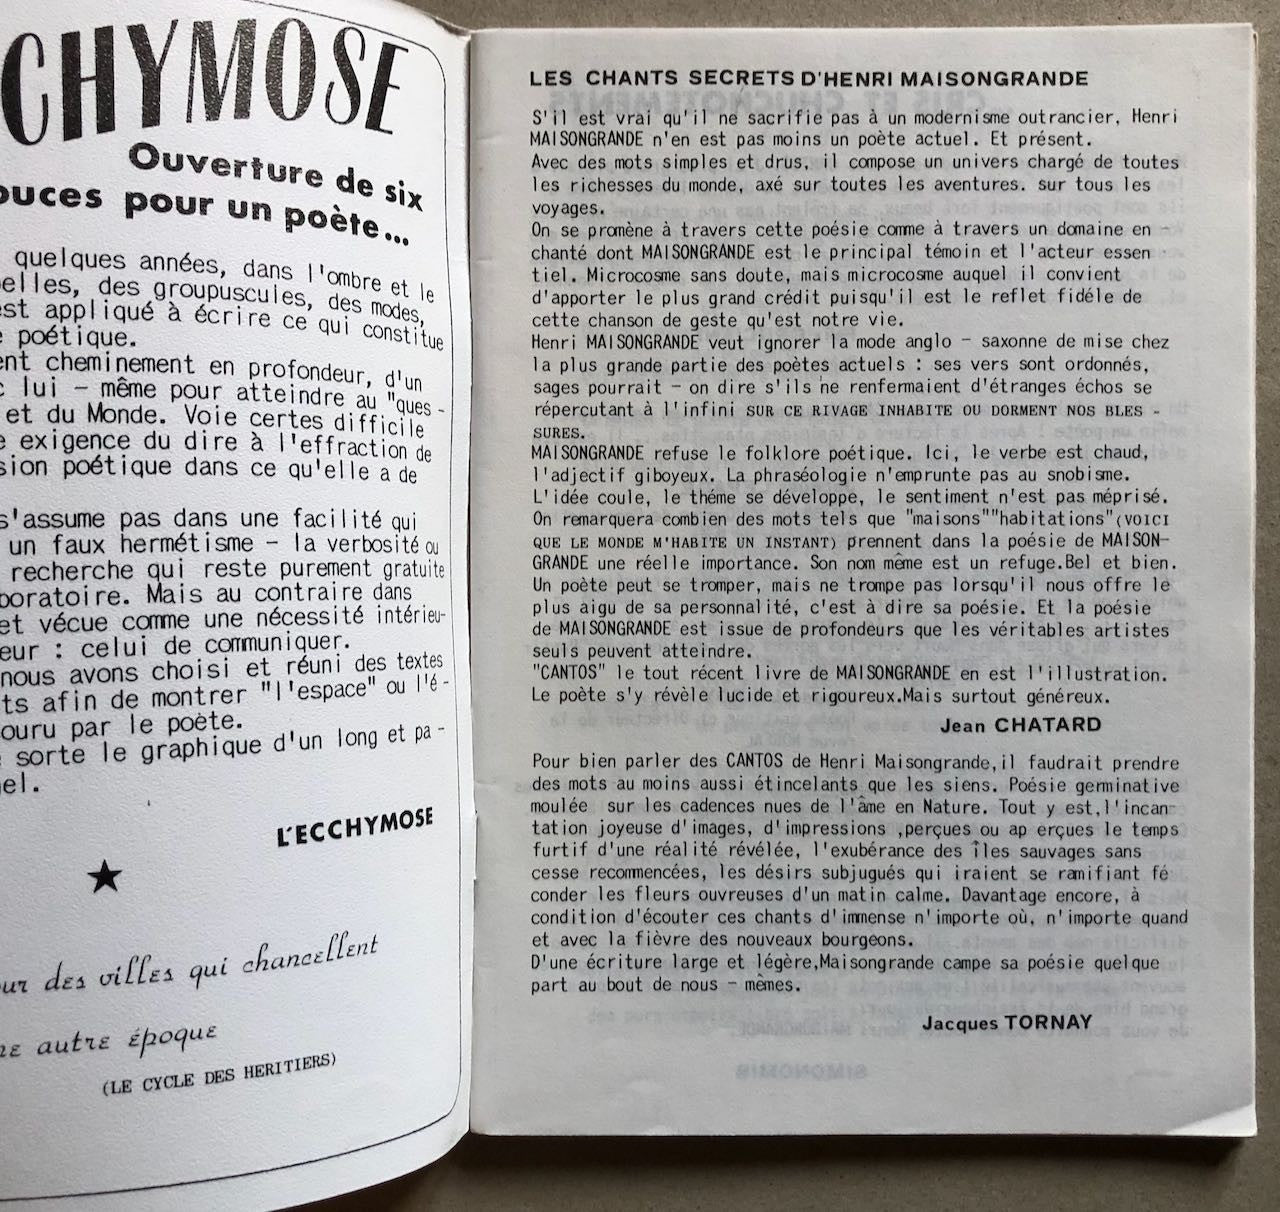 CHYMOSE
Ouverture de six
ouces pour un poète...
quelques années, dans l'ombre et le
elles, des groupuscules, des modes,
est appliqué à écrire ce qui constitue
poétique.
ent cheminement en profondeur, d'un
lui - même pour atteindre au "ques -
et du Monde. Voie certes difficile
exigence du dire à l'effraction de
sion poétique dans ce qu'elle a de
s'assume pas dans une facilité qui
un faux hermétisme - la verbosité ou
recherche qui reste purement gratuite
boratoire. Mais au contraire dans
et vécue comme une nécessité intérieu-
eur : celui de communiquer.
nous avons choisi et réuni des textes
ts afin de montrer "l'espace" ou l'é -
ouru par le poète.
sorte le graphique d'un long et pa -
el.
L'ECCHYMOSE
ur des villes qui chancellent
ne autre époque
(LE CYCLE DES HERITIERS)
LES CHANTS SECRETS D'HENRI MAISONGRANDE
S'il est vrai qu'il ne sacrifie pas à un modernisme outrancier, Henri
MAISONGRANDE n'en est pas moins un poète actuel. Et présent.
Avec des mots simples et drus, il compose un univers chargé de toutes
les richesses du monde, axé sur toutes les aventures. sur tous les
voyages.
On se promène à travers cette poésie comme à travers un domaine en -
chanté dont MAISONGRANDE est le principal témoin et l'acteur essen
tiel. Microcosme sans doute, mais microcosme auquel il convient
d'apporter le plus grand crédit puisqu'il est le reflet fidéle de
cette chanson de geste qu'est notre vie.
Henri MAISONGRANDE veut ignorer la mode anglo - saxonne de mise chez
la plus grande partie des poètes actuels : ses vers sont ordonnés,
sages pourrait - on dire s'ils ne renfermaient d'étranges échos se
répercutant à l'infini SUR CE RIVAGE INHABITE OU DORMENT NOS BLES -
SURES.
MAISONGRANDE refuse le folklore poétique. Ici, le verbe est chaud,
l'adjectif giboyeux. La phraséologie n'emprunte pas au snobisme.
L'idée coule, le théme se développe, le sentiment n'est pas méprisé.
On remarquera combien des mots tels que "maisons""habitations"(VOICI
QUE LE MONDE M'HABITE UN INSTANT) prennent dans la poésie de MAISON-
GRANDE une réelle importance. Son nom même est un refuge.Bel et bien.
Un poète peut se tromper, mais ne trompe pas lorsqu'il nous offre le
plus aigu de sa personnalité, c'est à dire sa poésie. Et la poésie
de MAISONGRANDE est issue de profondeurs que les véritables artistes
seuls peuvent atteindre.
"CANTOS" le tout récent livre de MAISONGRANDE en est l'illustration.
Le poète s'y révèle lucide et rigoureux.Mais surtout généreux.
Jean CHATARD
Pour bien parler des CANTOS de Henri Maisongrande,il faudrait prendre
des mots au moins aussi étincelants que les siens. Poésie germinative
moulée sur les cadences nues de l'âme en Nature. Tout y est,l'incan-
tation joyeuse d'images, d'impressions ,perçues ou ap erçues le temps
furtif d'une réalité révélée, l'exubérance des îles sauvages sans
cesse recommencées, les désirs subjugués qui iraient se ramifiant fé
conder les fleurs ouvreuses d'un matin calme. Davantage encore, à
condition d'écouter ces chants d'immense n'importe où, n'importe quand
et avec la fièvre des nouveaux bourgeons.
D'une écriture large et légère,Maisongrande campe sa poésie quelque
part au bout de nous - mêmes.
Jacques TORNAY